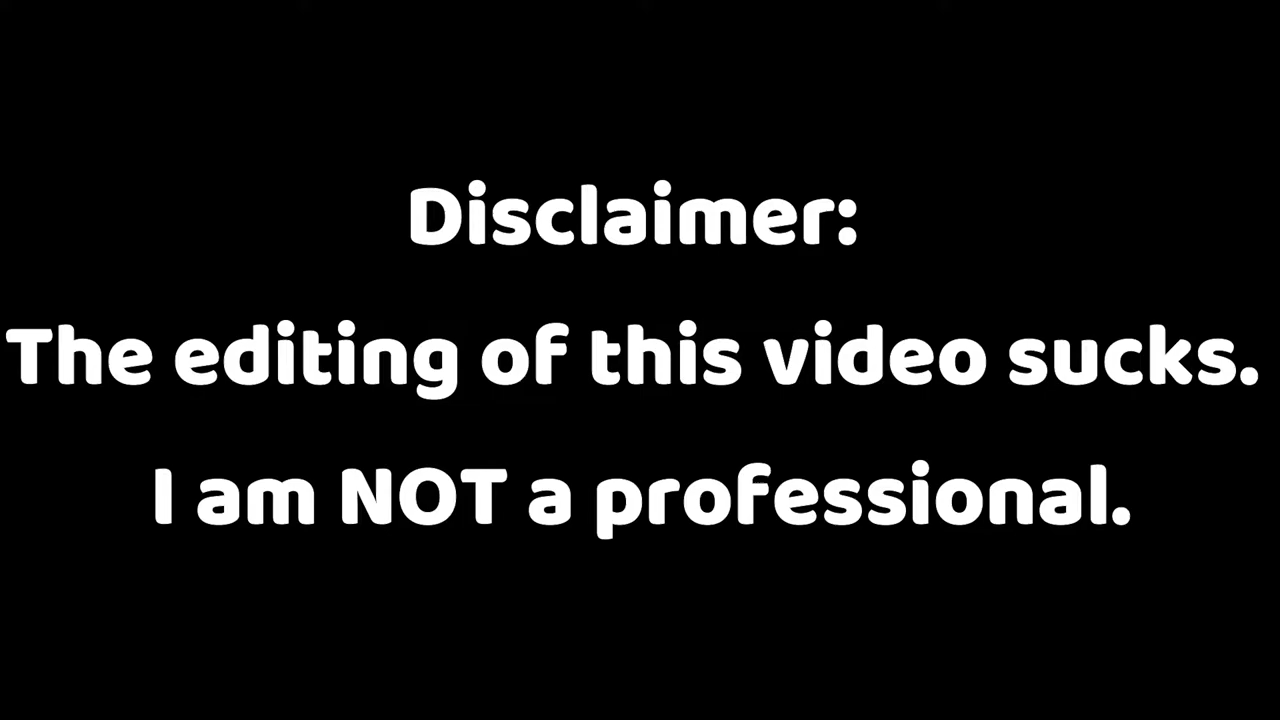 Disclaimer:
The editing of this video sucks.
I am NOT a professional.